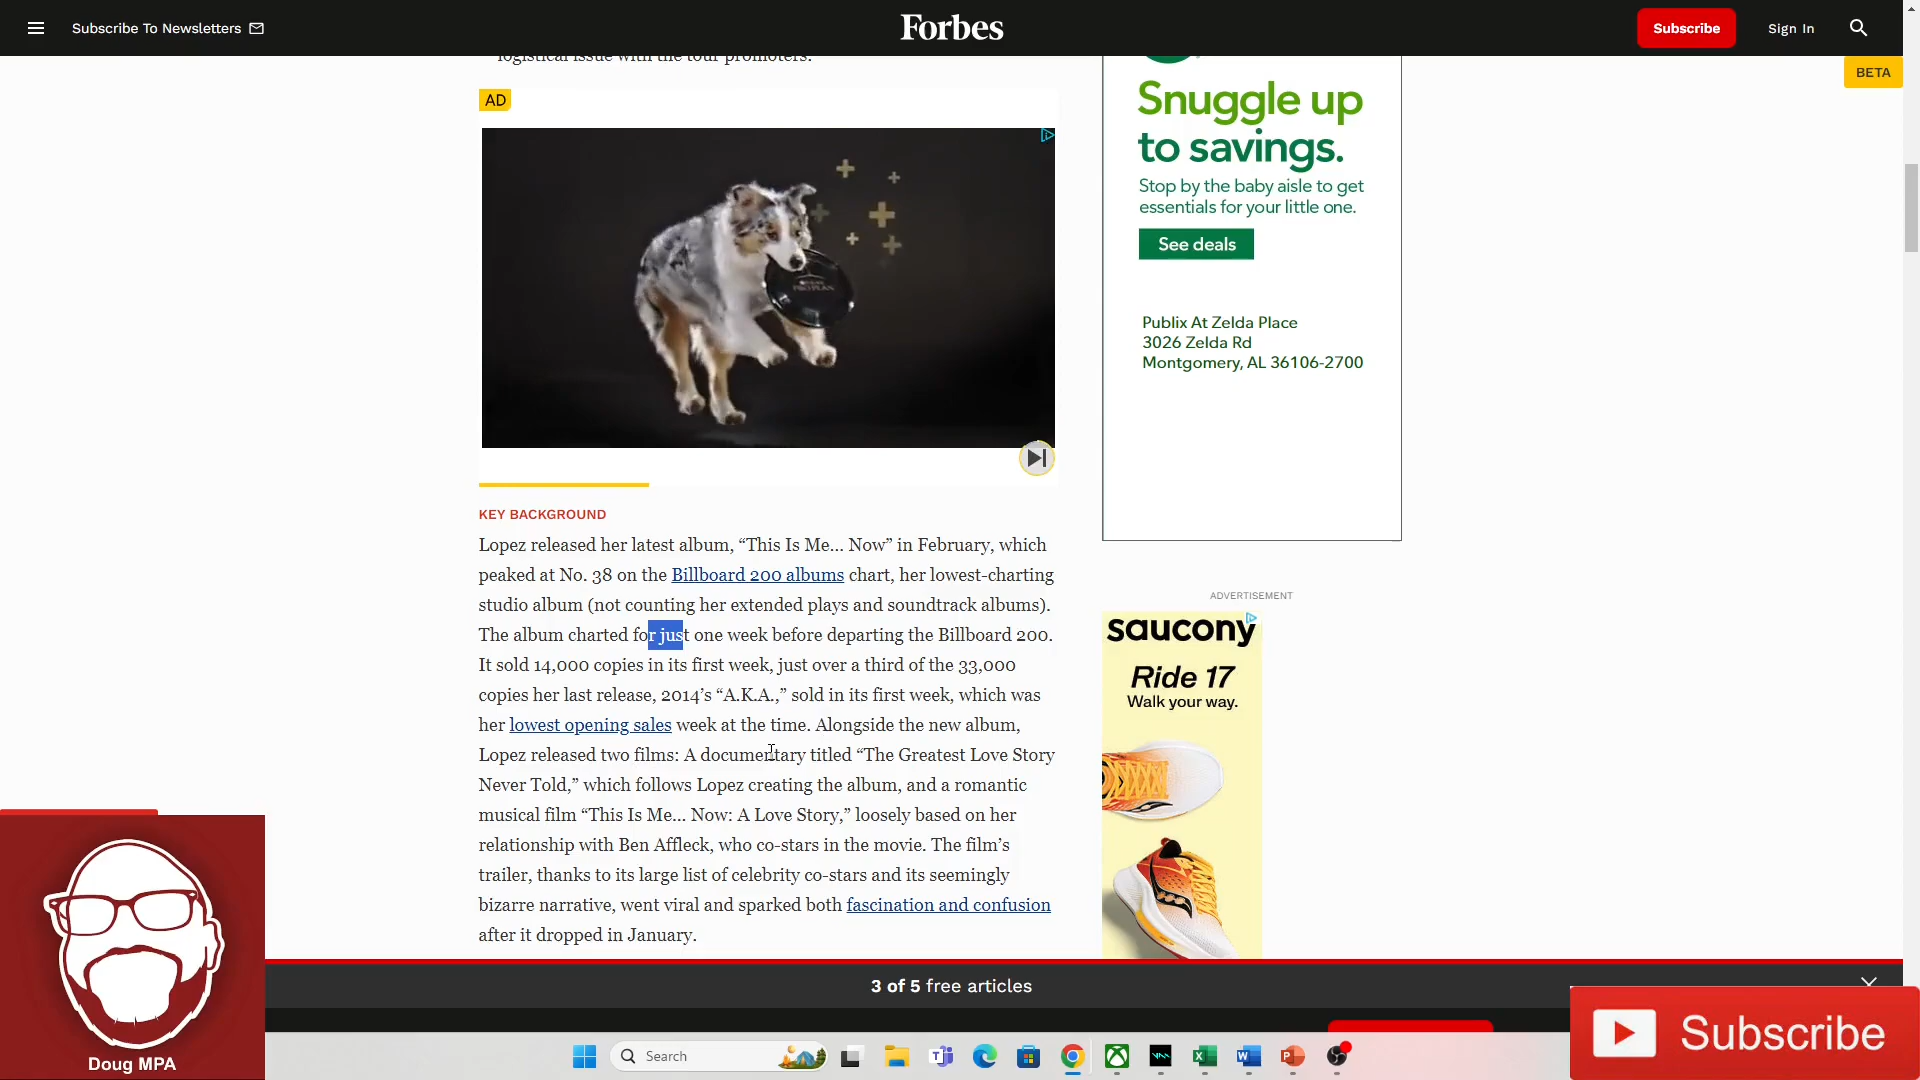 Subscribe To Newsletters
Forbes
Subscribe
Sign In
BETA
logistical issue with the tour promoters.
AD
PRO PLAN
Snuggle up
to savings.
Stop by the baby aisle to get
essentials for your little one.
See deals
Publix At Zelda Place
3026 Zelda Rd
Montgomery, AL 36106-2700
KEY BACKGROUND
Lopez released her latest album, “This Is Me... Now” in February, which
peaked at No. 38 on the Billboard 200 albums chart, her lowest-charting
studio album (not counting her extended plays and soundtrack albums).
The album charted for just one week before departing the Billboard 200.
It sold 14,000 copies in its first week, just over a third of the 33,000
copies her last release, 2014’s “A.K.A.,” sold in its first week, which was
her lowest opening sales week at the time. Alongside the new album,
Lopez released two films: A documentary titled “The Greatest Love Story
Never Told,” which follows Lopez creating the album, and a romantic
musical film “This Is Me... Now: A Love Story,” loosely based on her
relationship with Ben Affleck, who co-stars in the movie. The film’s
trailer, thanks to its large list of celebrity co-stars and its seemingly
bizarre narrative, went viral and sparked both fascination and confusion
after it dropped in January.
ADVERTISEMENT
saucony
Ride 17
Walk your way.
3 of 5 free articles
Doug MPA
Search
Subscribe